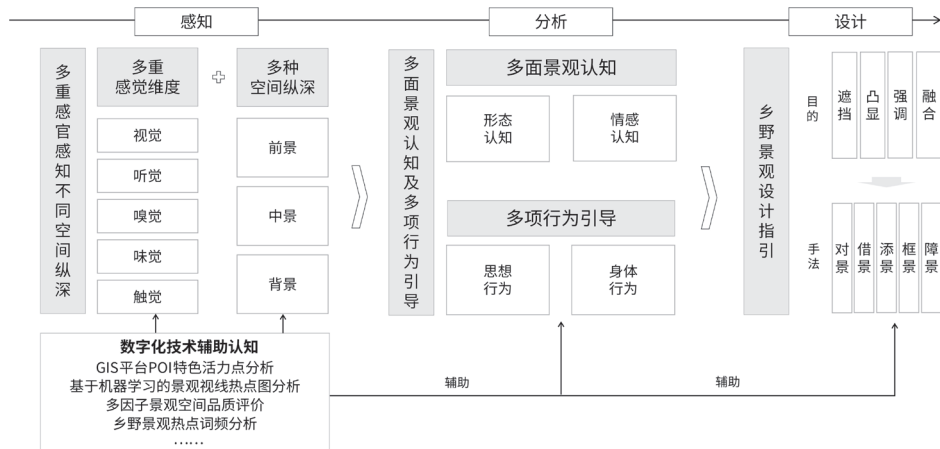 感知
分析
设计
多重感官感知不同空间纵深
多重
感觉维度
多种
空间纵深
视觉
听觉
嗅觉
味觉
触觉
前景
中景
背景
多面景观认知及多项行为引导
多面景观认知
形态
认知
情感
认知
多项行为引导
思想
行为
身体
行为
乡野景观设计指引
目的
遮挡
凸显
强调
融合
手法
对景
借景
添景
框景
障景
数字化技术辅助认知
GIS平台POI特色活力点分析
基于机器学习的景观视线热点图分析
多因子景观空间品质评价
乡野景观热点词频分析
……
辅助
辅助